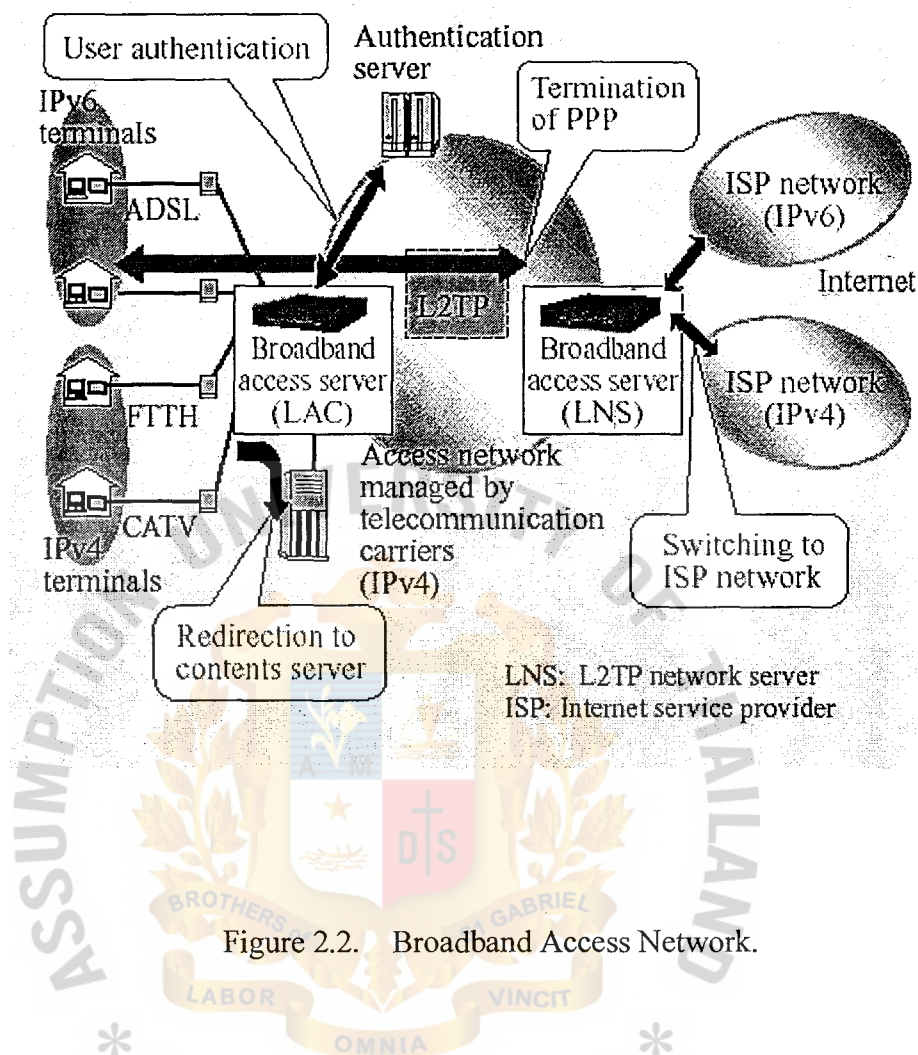 User authentication
Authentication
server
Termination
of PPP
IPv6
terminals
ADSL
ISP network
(IPv6)
Internet
L2TP
Broadband
access server
(LAC)
Broadband
access server
(LNS)
ISP network
(IPv4)
FTTH
CATV
IPv4
terminals
Access network
managed by
telecommunication
carriers
(IPv4)
Switching to
ISP network
Redirection to
contents server
LNS: L2TP network server
ISP: Internet service provider
Figure 2.2. Broadband Access Network.
ASSUMPTION UNIVERSITY OF THAILAND
A M
D S
BROTHERS OF
GABRIEL
LABOR
VINCIT
OMNIA